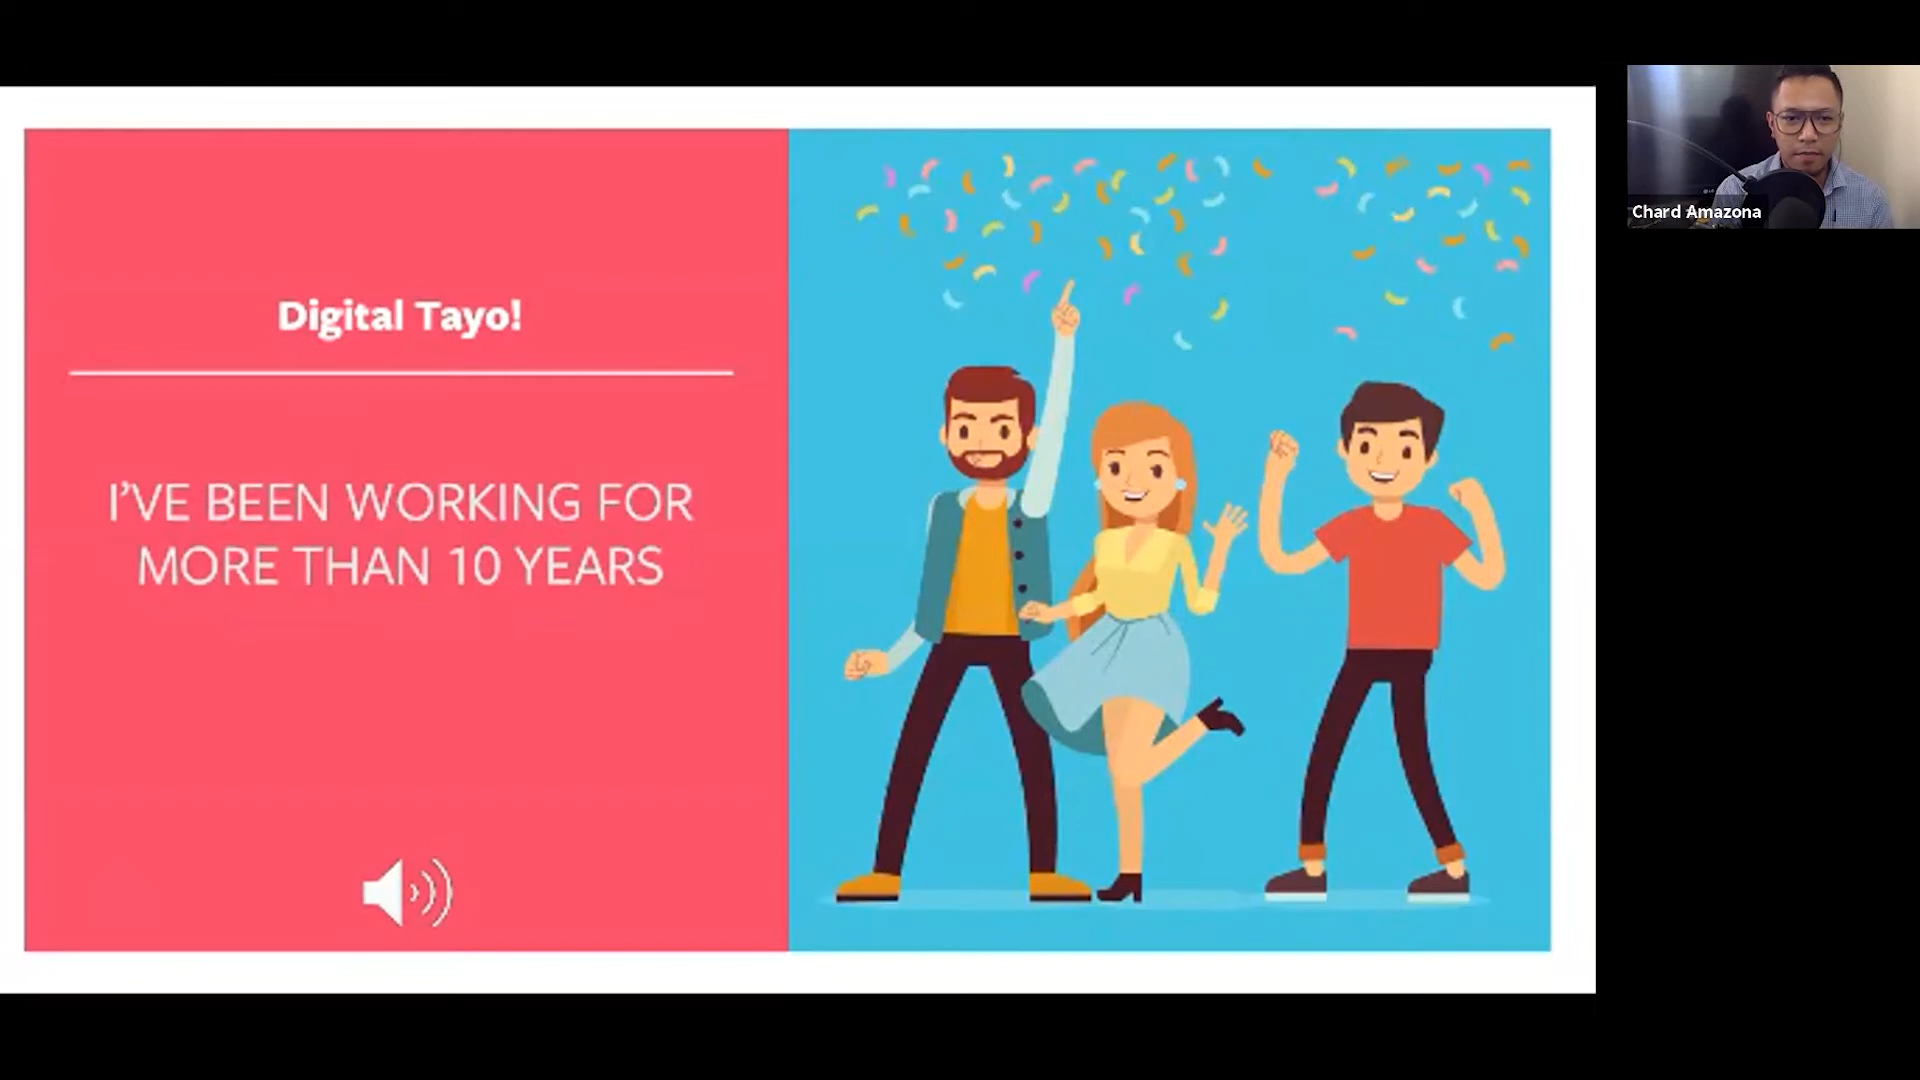 Digital Tayo!
I'VE BEEN WORKING FOR
MORE THAN 10 YEARS
Chard Amazona